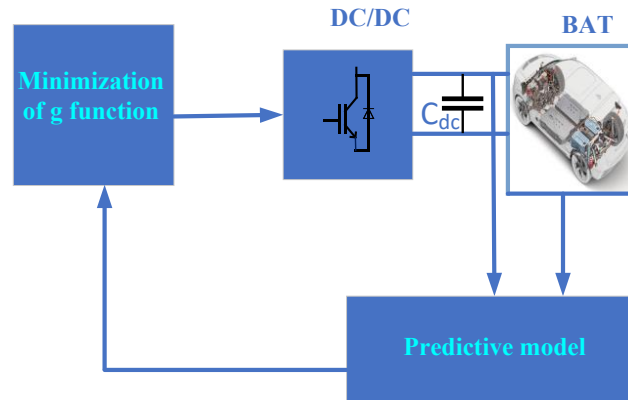 DC/DC
BAT
Minimization
of g function
Cdc
Predictive model